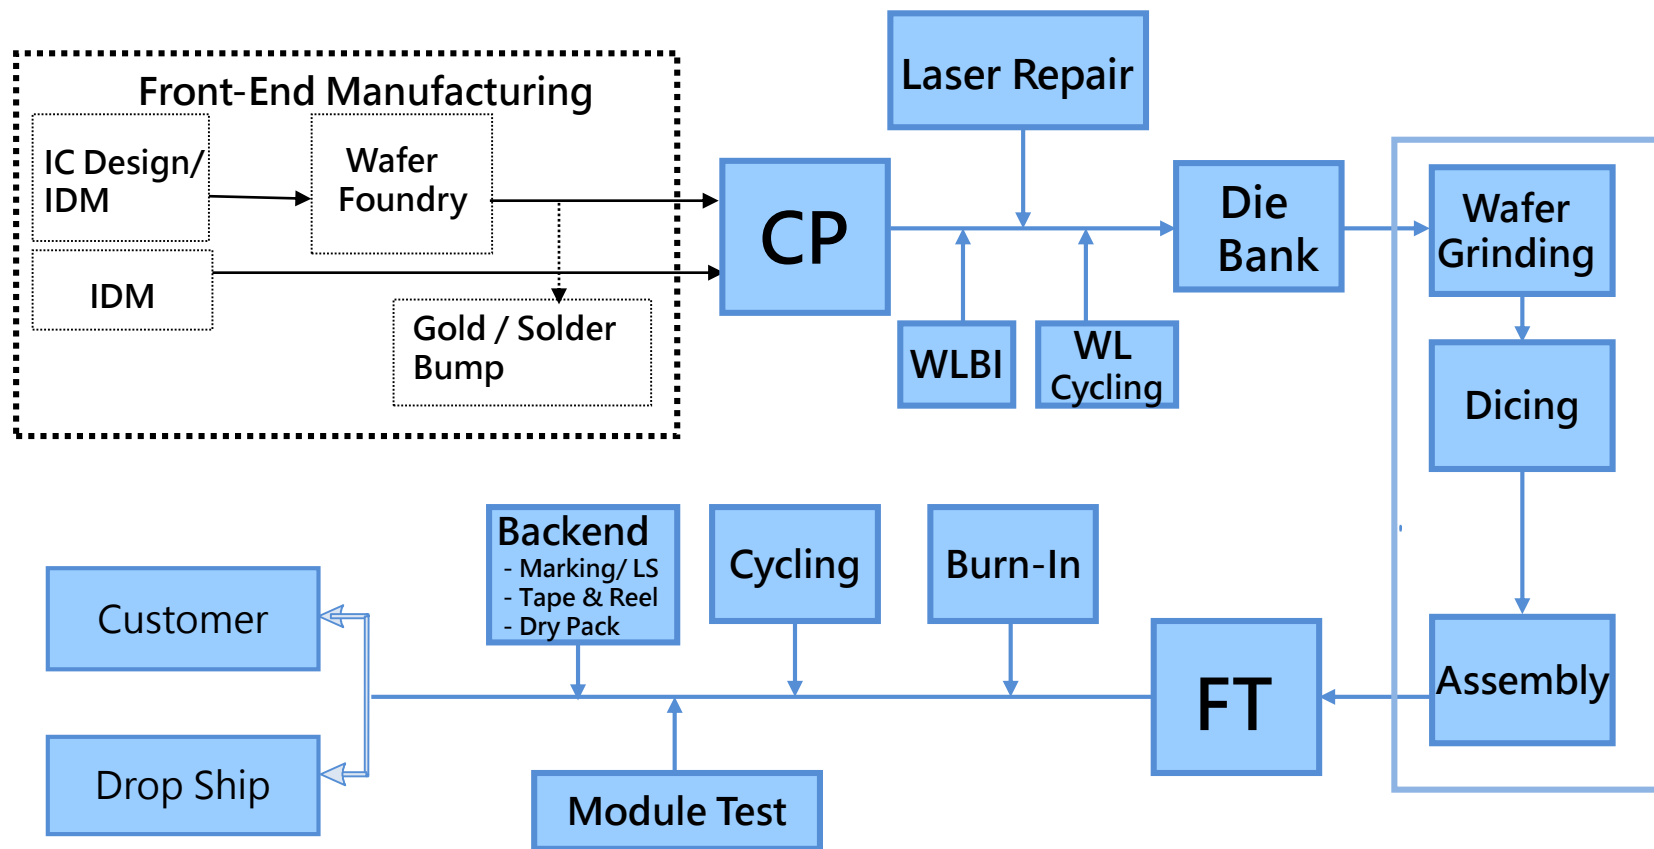 Front-End Manufacturing
IC Design/
IDM
Wafer
Foundry
IDM
Gold / Solder
Bump
CP
Laser Repair
WLBI
WL
Cycling
Die
Bank
Wafer
Grinding
Dicing
Assembly
FT
Burn-In
Cycling
Backend
- Marking/ LS
- Tape & Reel
- Dry Pack
Module Test
Customer
Drop Ship